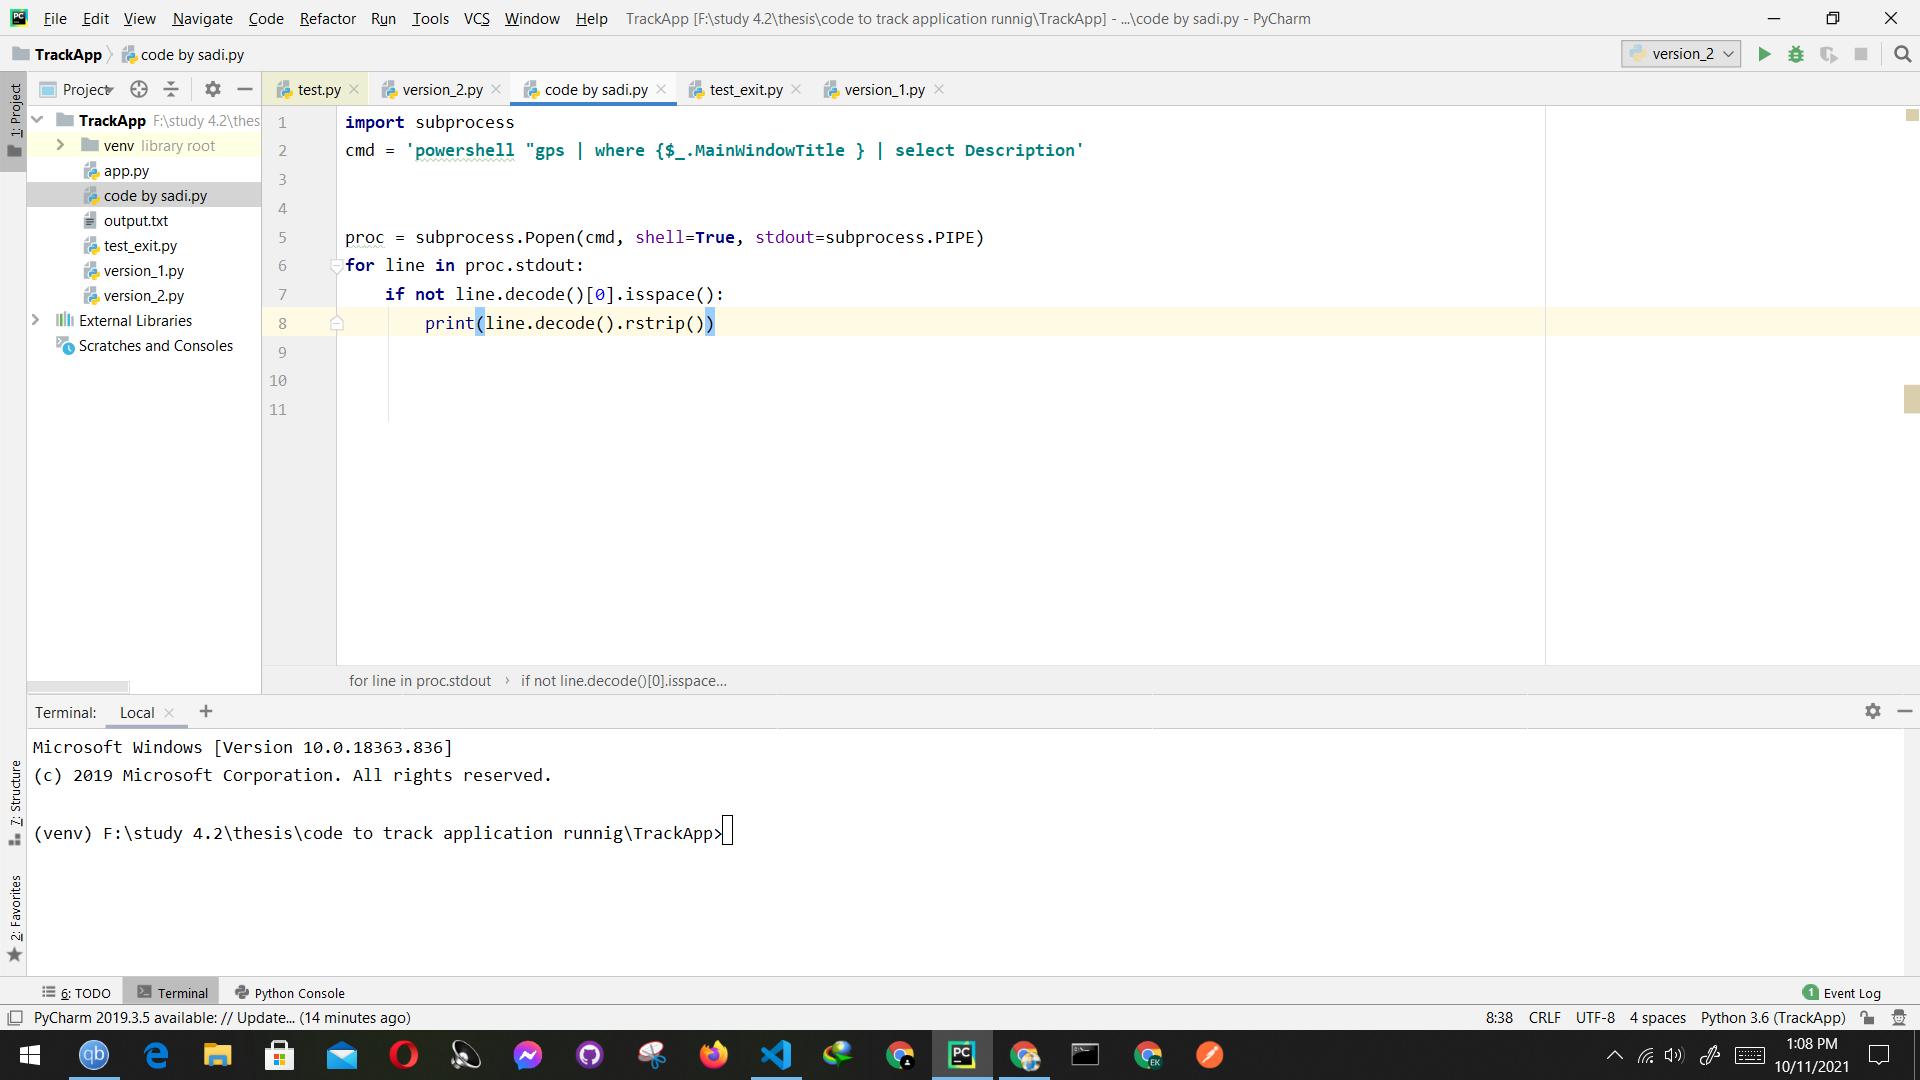 File Edit View Navigate Code Refactor Run Tools VCS Window Help TrackApp [F:\study 4.2\thesis\code to track application runnig\TrackApp] - ...\code by sadi.py - PyCharm
TrackApp code by sadi.py version_2
1: Project
Project
test.py version_2.py code by sadi.py test_exit.py version_1.py
TrackApp F:\study 4.2\thes
venv library root
app.py
code by sadi.py
output.txt
test_exit.py
version_1.py
version_2.py
External Libraries
Scratches and Consoles
1 import subprocess
2 cmd = 'powershell "gps | where {$_.MainWindowTitle } | select Description'
3
4
5 proc = subprocess.Popen(cmd, shell=True, stdout=subprocess.PIPE)
6 for line in proc.stdout:
7     if not line.decode()[0].isspace():
8         print(line.decode().rstrip())
9
10
11
for line in proc.stdout › if not line.decode()[0].isspace...
Terminal: Local +
Microsoft Windows [Version 10.0.18363.836]
(c) 2019 Microsoft Corporation. All rights reserved.
(venv) F:\study 4.2\thesis\code to track application runnig\TrackApp>
7: Structure
2: Favorites
6: TODO Terminal Python Console 1 Event Log
PyCharm 2019.3.5 available: // Update... (14 minutes ago) 8:38 CRLF UTF-8 4 spaces Python 3.6 (TrackApp)
qb PC EK
1:08 PM
10/11/2021